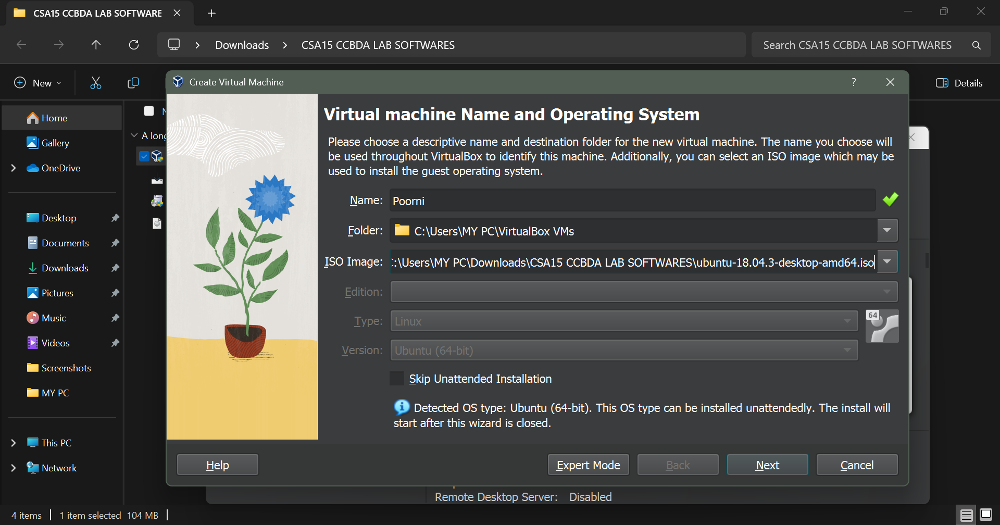 CSA15 CCBDA LAB SOFTWARE
Downloads
CSA15 CCBDA LAB SOFTWARES
Search CSA15 CCBDA LAB SOFTWARES
New
Details
Create Virtual Machine
?
Home
Gallery
OneDrive
Desktop
Documents
Downloads
Pictures
Music
Videos
Screenshots
MY PC
This PC
Network
A long
Virtual machine Name and Operating System
Please choose a descriptive name and destination folder for the new virtual machine. The name you choose will
be used throughout VirtualBox to identify this machine. Additionally, you can select an ISO image which may be
used to install the guest operating system.
Name: Poorni
Folder: C:\Users\MY PC\VirtualBox VMs
ISO Image: :\Users\MY PC\Downloads\CSA15 CCBDA LAB SOFTWARES\ubuntu-18.04.3-desktop-amd64.iso
Edition:
Type: Linux
64
Version: Ubuntu (64-bit)
Skip Unattended Installation
Detected OS type: Ubuntu (64-bit). This OS type can be installed unattendedly. The install will
start after this wizard is closed.
Help
Expert Mode
Back
Next
Cancel
Remote Desktop Server: Disabled
4 items
1 item selected 104 MB